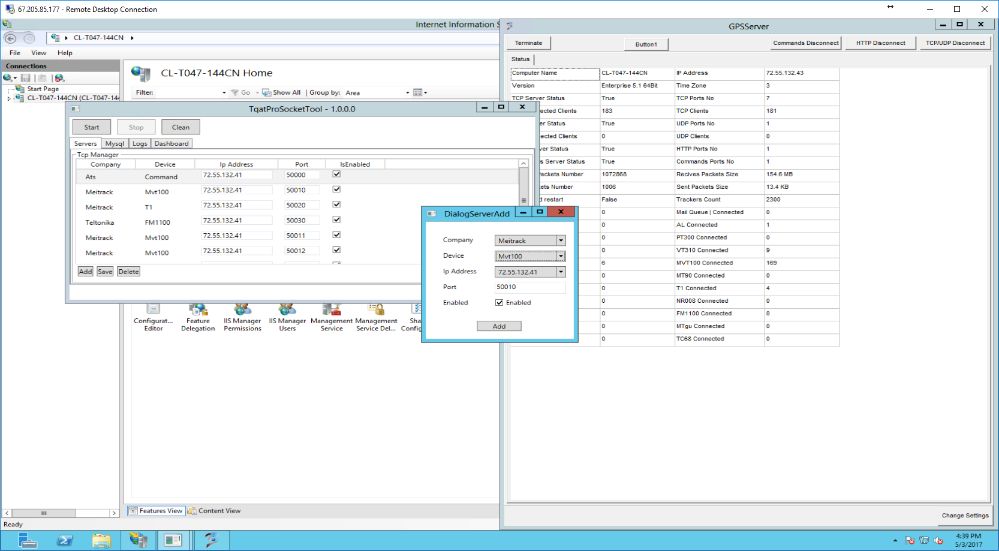 67.205.85.177 - Remote Desktop Connection
Internet Information S
CL-T047-144CN
File View Help
Connections
Start Page
CL-T047-144CN (CL-T047-144
CL-T047-144CN Home
Filter: Go Show All Group by: Area
TqatProSocketTool - 1.0.0.0
Start Stop Clean
Servers Mysql Logs Dashboard
Tcp Manager
Company Device Ip Address Port IsEnabled
Ats Command 72.55.132.41 50000
Meitrack Mvt100 72.55.132.41 50010
Meitrack T1 72.55.132.41 50020
Teltonika FM1100 72.55.132.41 50030
Meitrack Mvt100 72.55.132.41 50011
Meitrack Mvt100 72.55.132.41 50012
Add Save Delete
DialogServerAdd
Company Meitrack
Device Mvt100
Ip Address 72.55.132.41
Port 50010
Enabled Enabled
Add
Configurat... Editor
Feature Delegation
IIS Manager Permissions
IIS Manager Users
Management Service
Management Service Del...
Sha
Config
Features View Content View
Ready
GPSServer
Terminate Button1 Commands Disconnect HTTP Disconnect TCP/UDP Disconnect
Status
Computer Name CL-T047-144CN IP Address 72.55.132.43
Version Enterprise 5.1 64Bit Time Zone 3
TCP Server Status True TCP Ports No 7
ected Clients 183 TCP Clients 181
er Status True UDP Ports No 1
ected Clients 0 UDP Clients 0
ver Status True HTTP Ports No 1
s Server Status True Commands Ports No 1
Packets Number 1072868 Recives Packets Size 154.6 MB
ets Number 1006 Sent Packets Size 13.4 KB
d restart False Trackers Count 2300
0 Mail Queue | Connected 0
0 AL Connected 1
0 PT300 Connected 0
0 VT310 Connected 9
6 MVT100 Connected 169
0 MT90 Connected 0
0 T1 Connected 4
0 NR008 Connected 0
0 FM1100 Connected 0
0 MTgu Connected 0
0 TC68 Connected 0
Change Settings
4:39 PM
5/3/2017